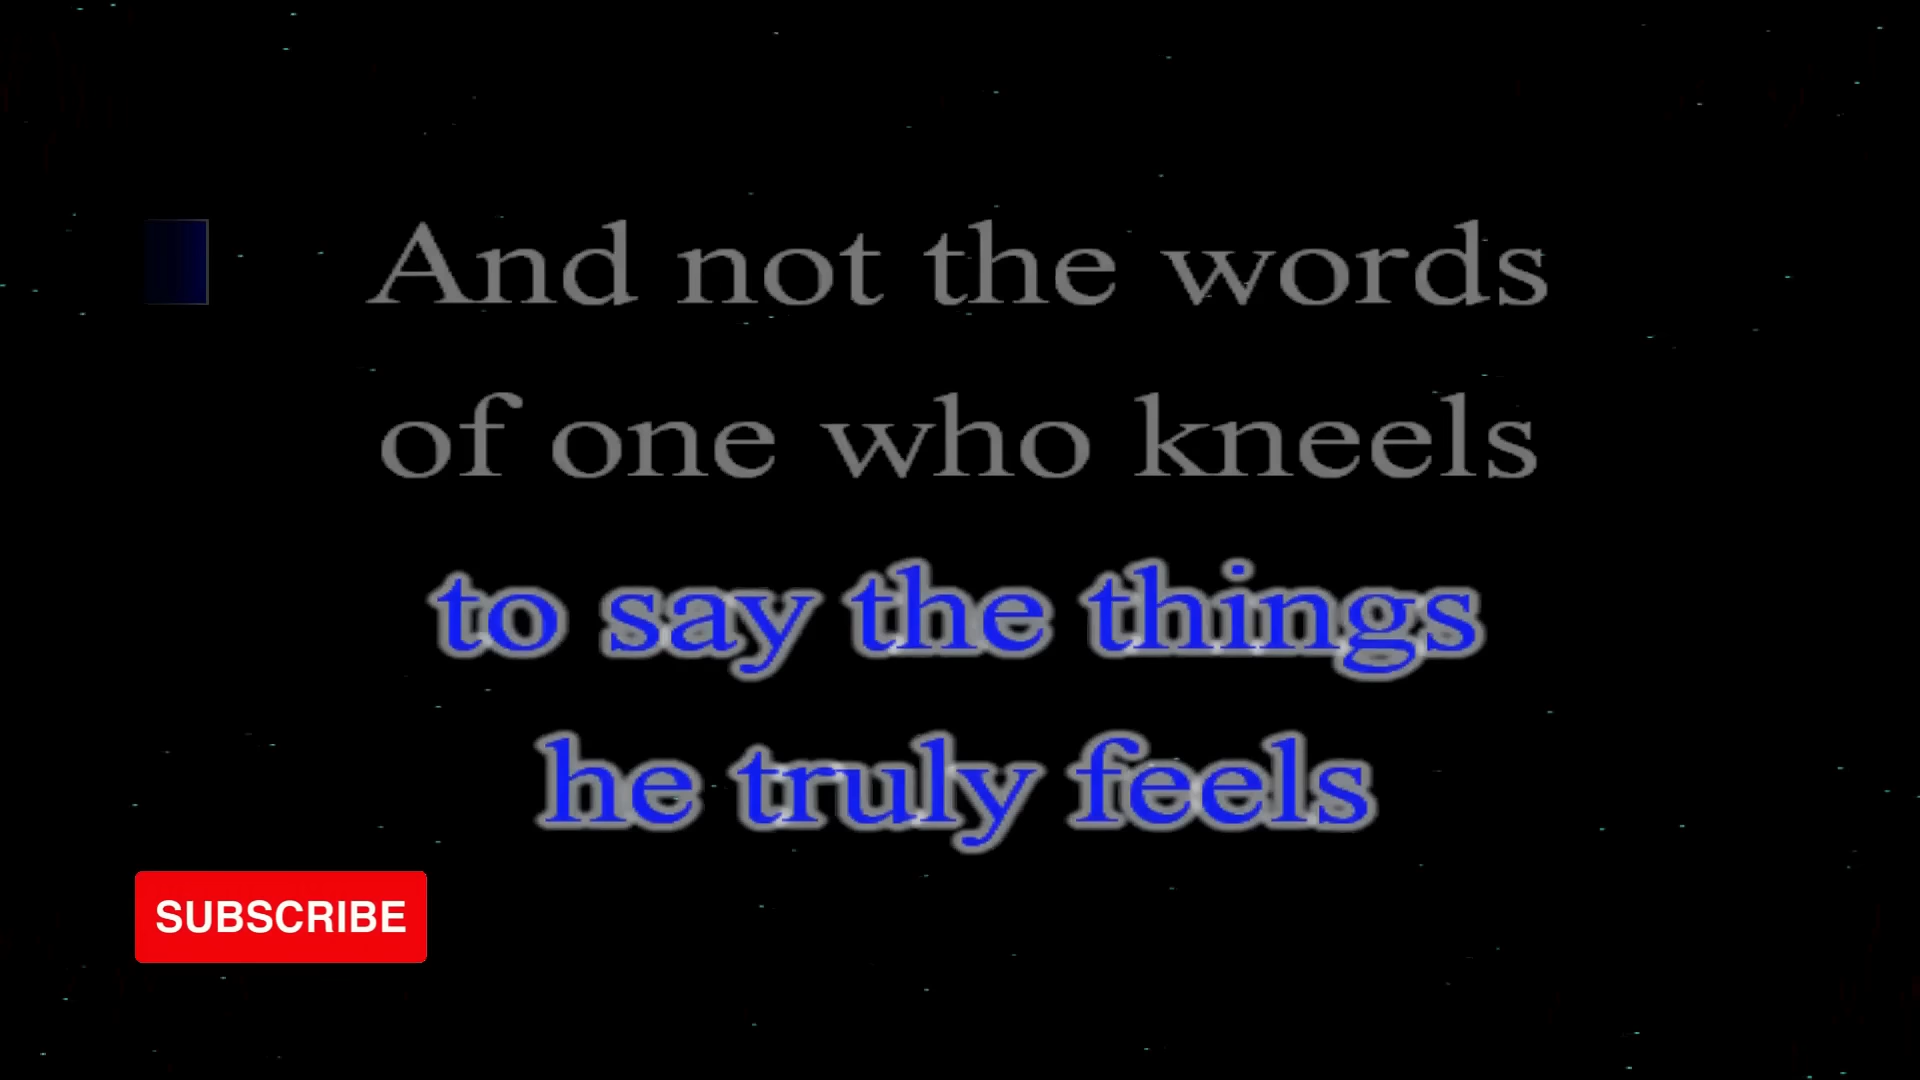 And not the words
of one who kneels
to say the things
he truly feels
SUBSCRIBE